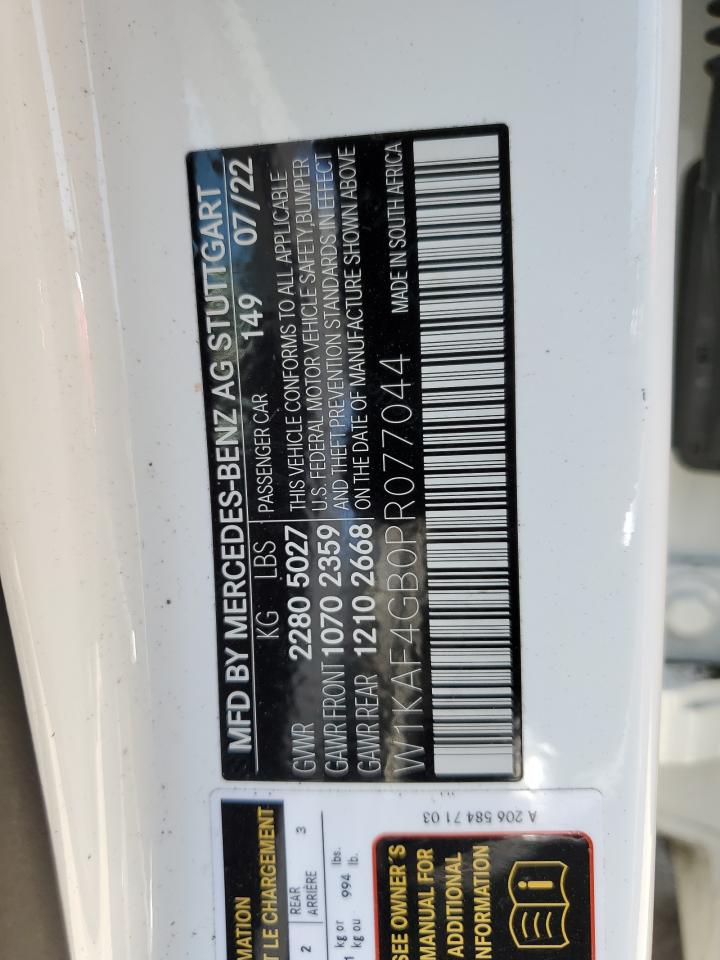 MFD BY MERCEDES-BENZ AG STUTTGART
KG LBS PASSENGER CAR 149 07/22
GVWR 2280 5027 THIS VEHICLE CONFORMS TO ALL APPLICABLE
U.S. FEDERAL MOTOR VEHICLE SAFETY,BUMPER
GAWR FRONT 1070 2359 AND THEFT PREVENTION STANDARDS IN EFFECT
GAWR REAR 1210 2668 ON THE DATE OF MANUFACTURE SHOWN ABOVE
W1KAF4GB0PR077044 MADE IN SOUTH AFRICA
MATION
T LE CHARGEMENT
2 REAR 3
ARRIÈRE
kg or 994 lbs.
kg ou lb.
SEE OWNER'S
MANUAL FOR
ADDITIONAL
NFORMATION
i
A 206 584 71 03